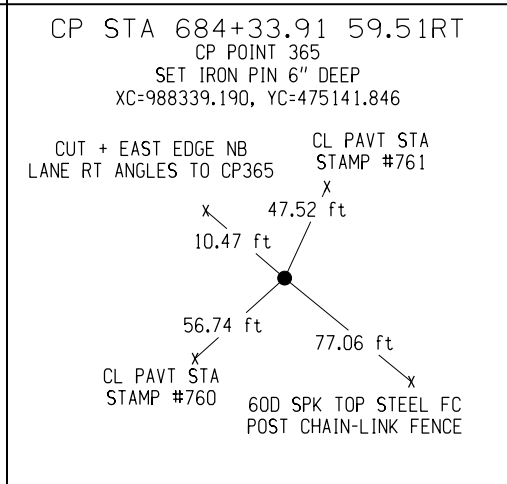 CP STA 684+33.91 59.51RT
CP POINT 365
SET IRON PIN 6" DEEP
XC=988339.190, YC=475141.846
CUT + EAST EDGE NB
LANE RT ANGLES TO CP365
CL PAVT STA
STAMP #761
X
X
47.52 ft
10.47 ft
56.74 ft
77.06 ft
X
CL PAVT STA
STAMP #760
X
60D SPK TOP STEEL FC
POST CHAIN-LINK FENCE